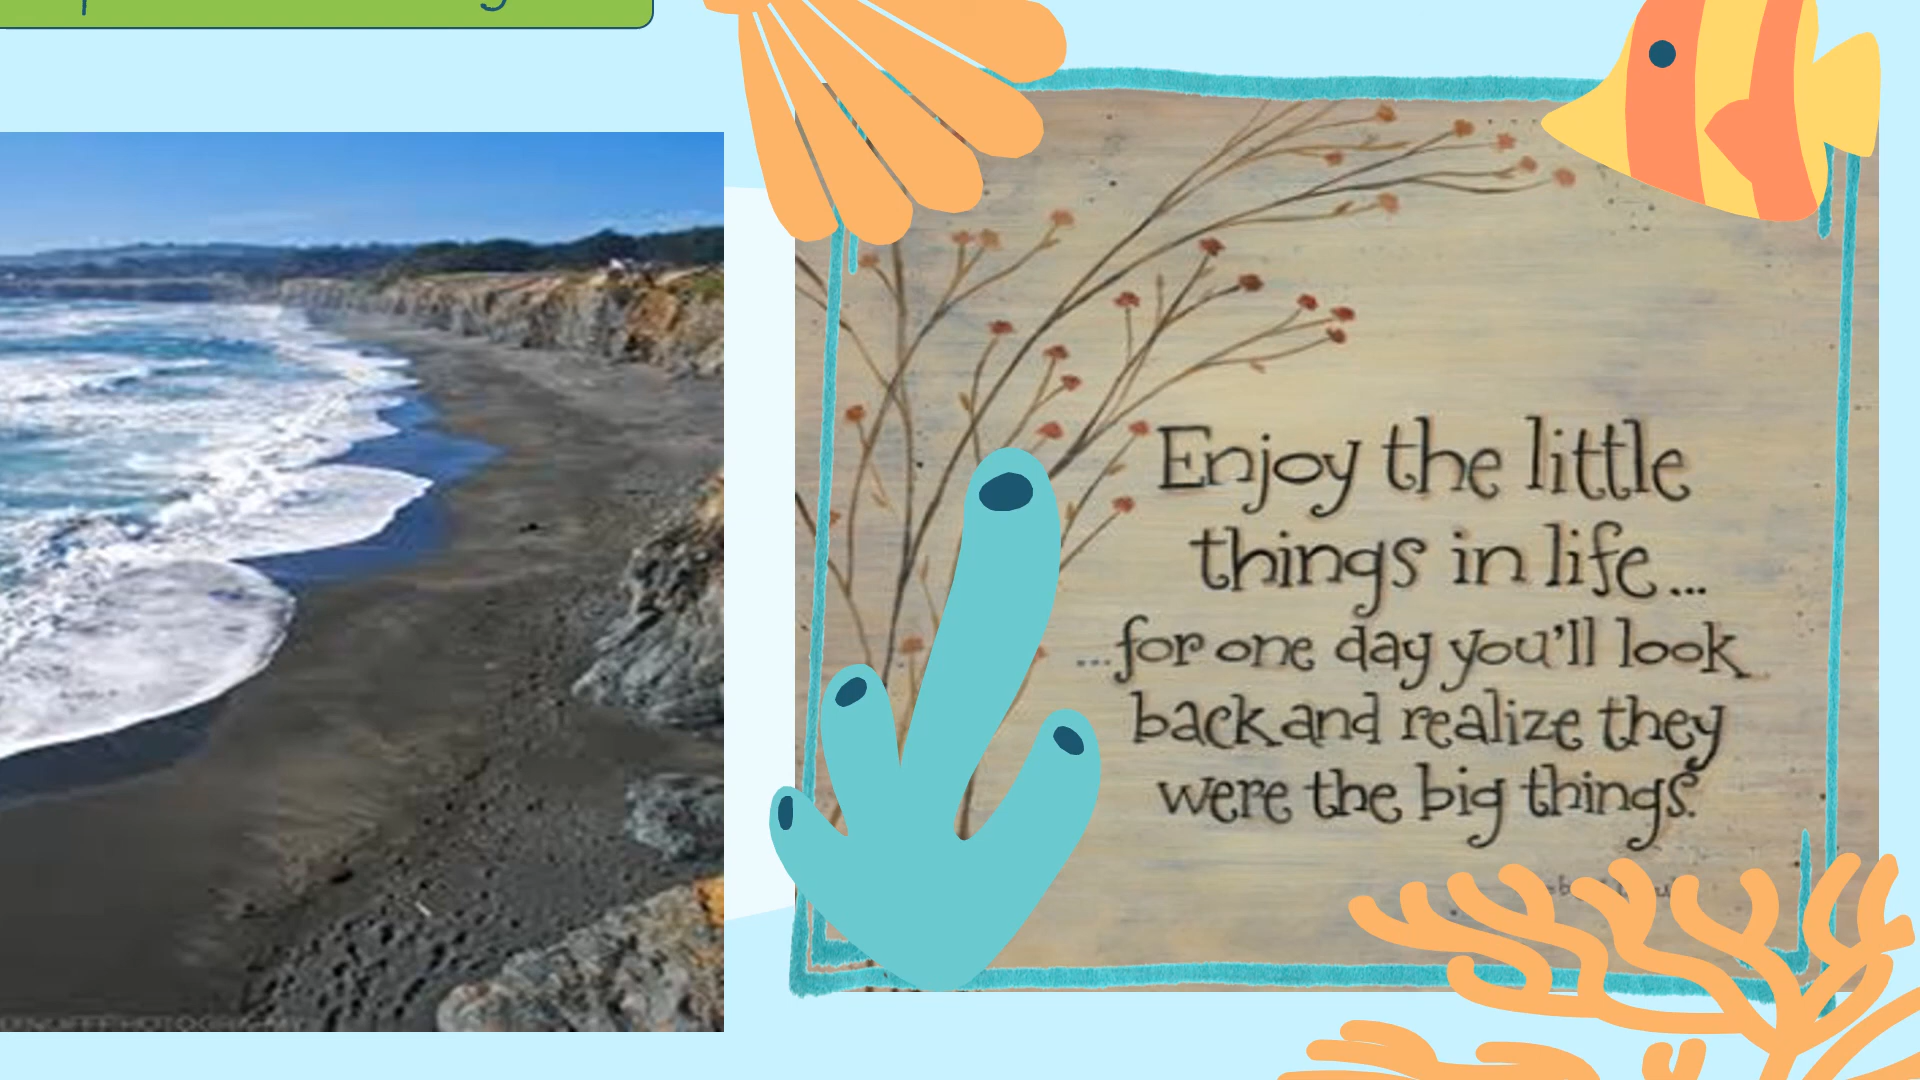 Enjoy the little
things in life...
...for one day you'll look
back and realize they
were the big things.